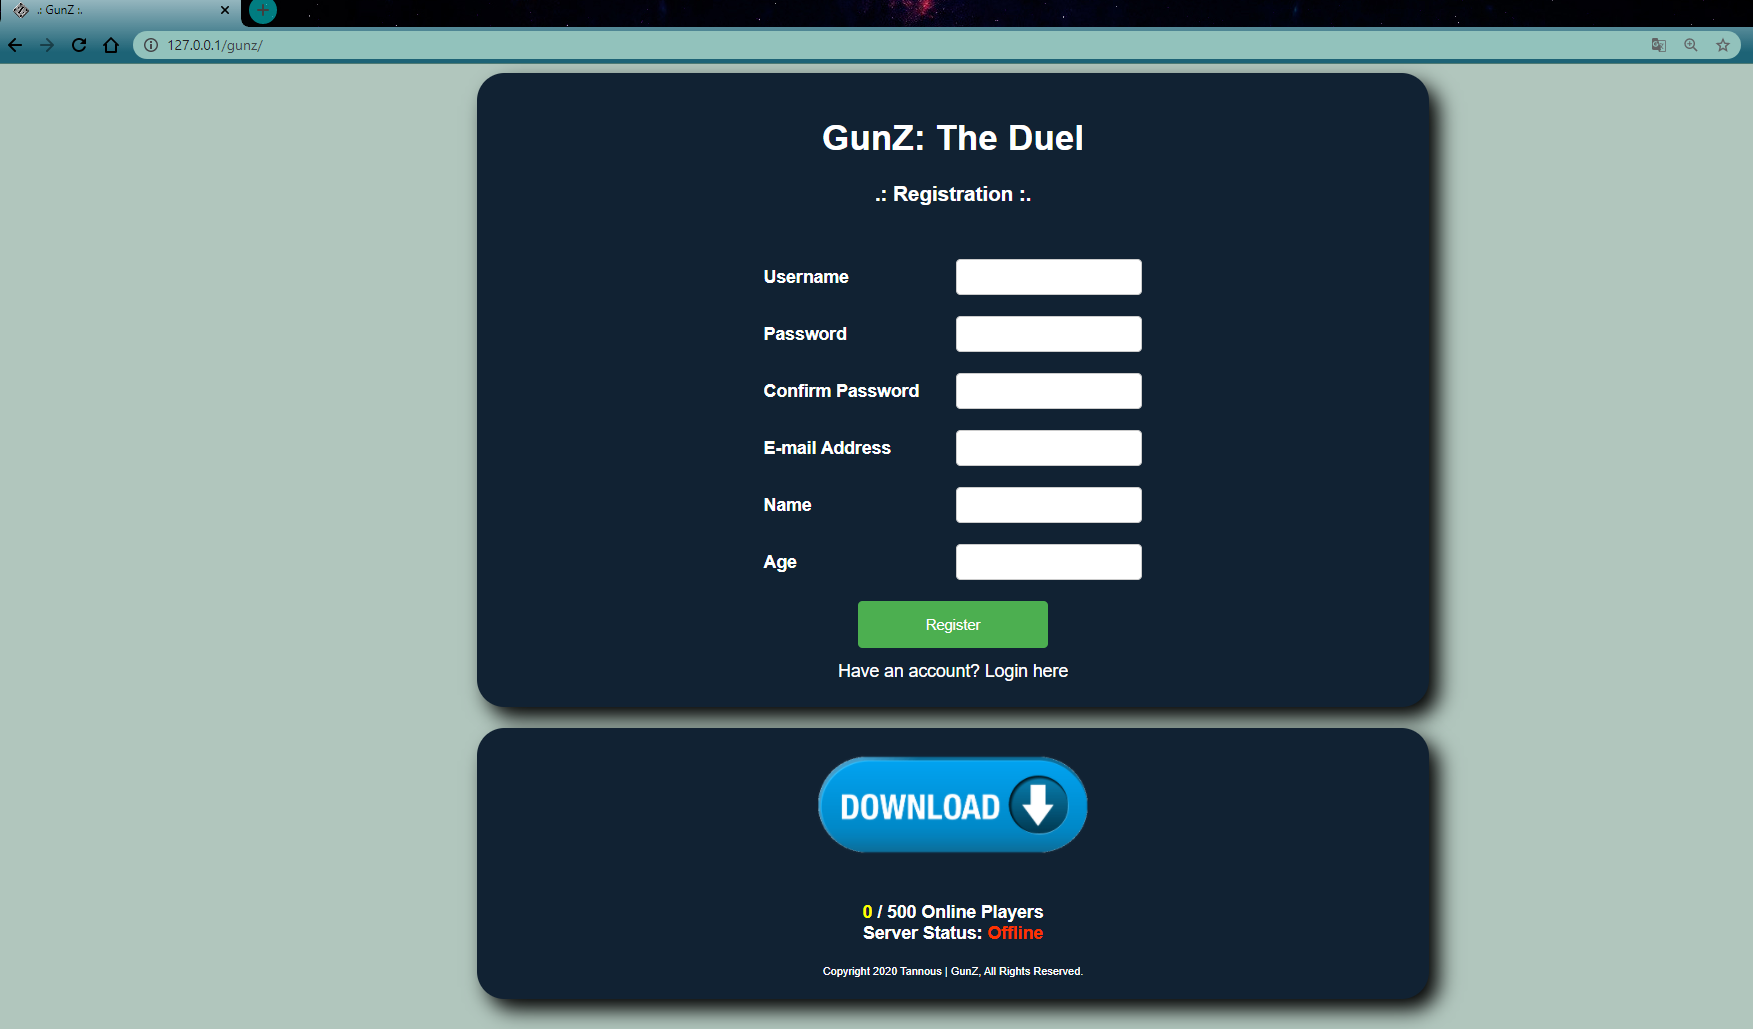 .: GunZ :.
127.0.0.1/gunz/
GunZ: The Duel
.: Registration :.
Username
Password
Confirm Password
E-mail Address
Name
Age
Register
Have an account? Login here
DOWNLOAD
0 / 500 Online Players
Server Status: Offline
Copyright 2020 Tannous | GunZ, All Rights Reserved.